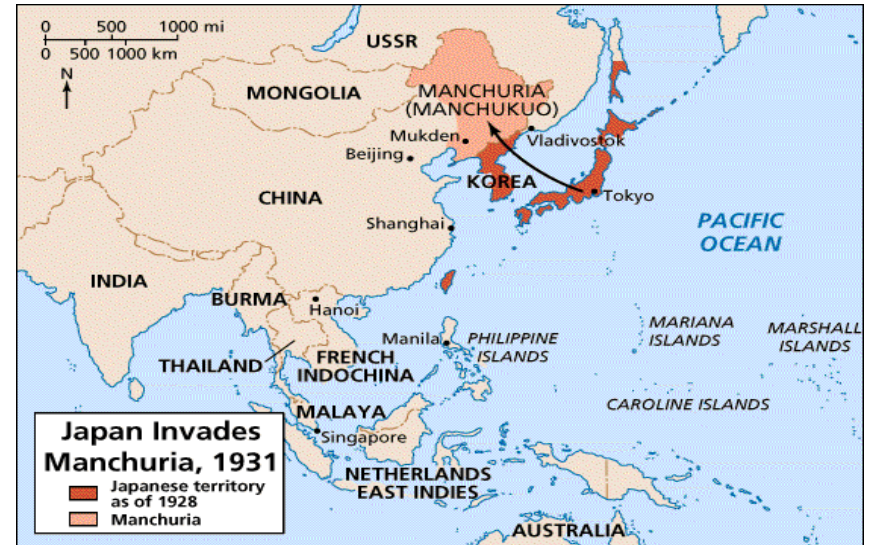 0 500 1000 mi
0 500 1000 km
N
USSR
MONGOLIA
MANCHURIA
(MANCHUKUO)
Mukden
Vladivostok
Beijing
KOREA
Tokyo
CHINA
Shanghai
PACIFIC
OCEAN
INDIA
BURMA
Hanoi
Manila
PHILIPPINE
ISLANDS
MARIANA
ISLANDS
MARSHALL
ISLANDS
THAILAND
FRENCH
INDOCHINA
CAROLINE ISLANDS
MALAYA
Singapore
NETHERLANDS
EAST INDIES
AUSTRALIA
Japan Invades
Manchuria, 1931
Japanese territory
as of 1928
Manchuria